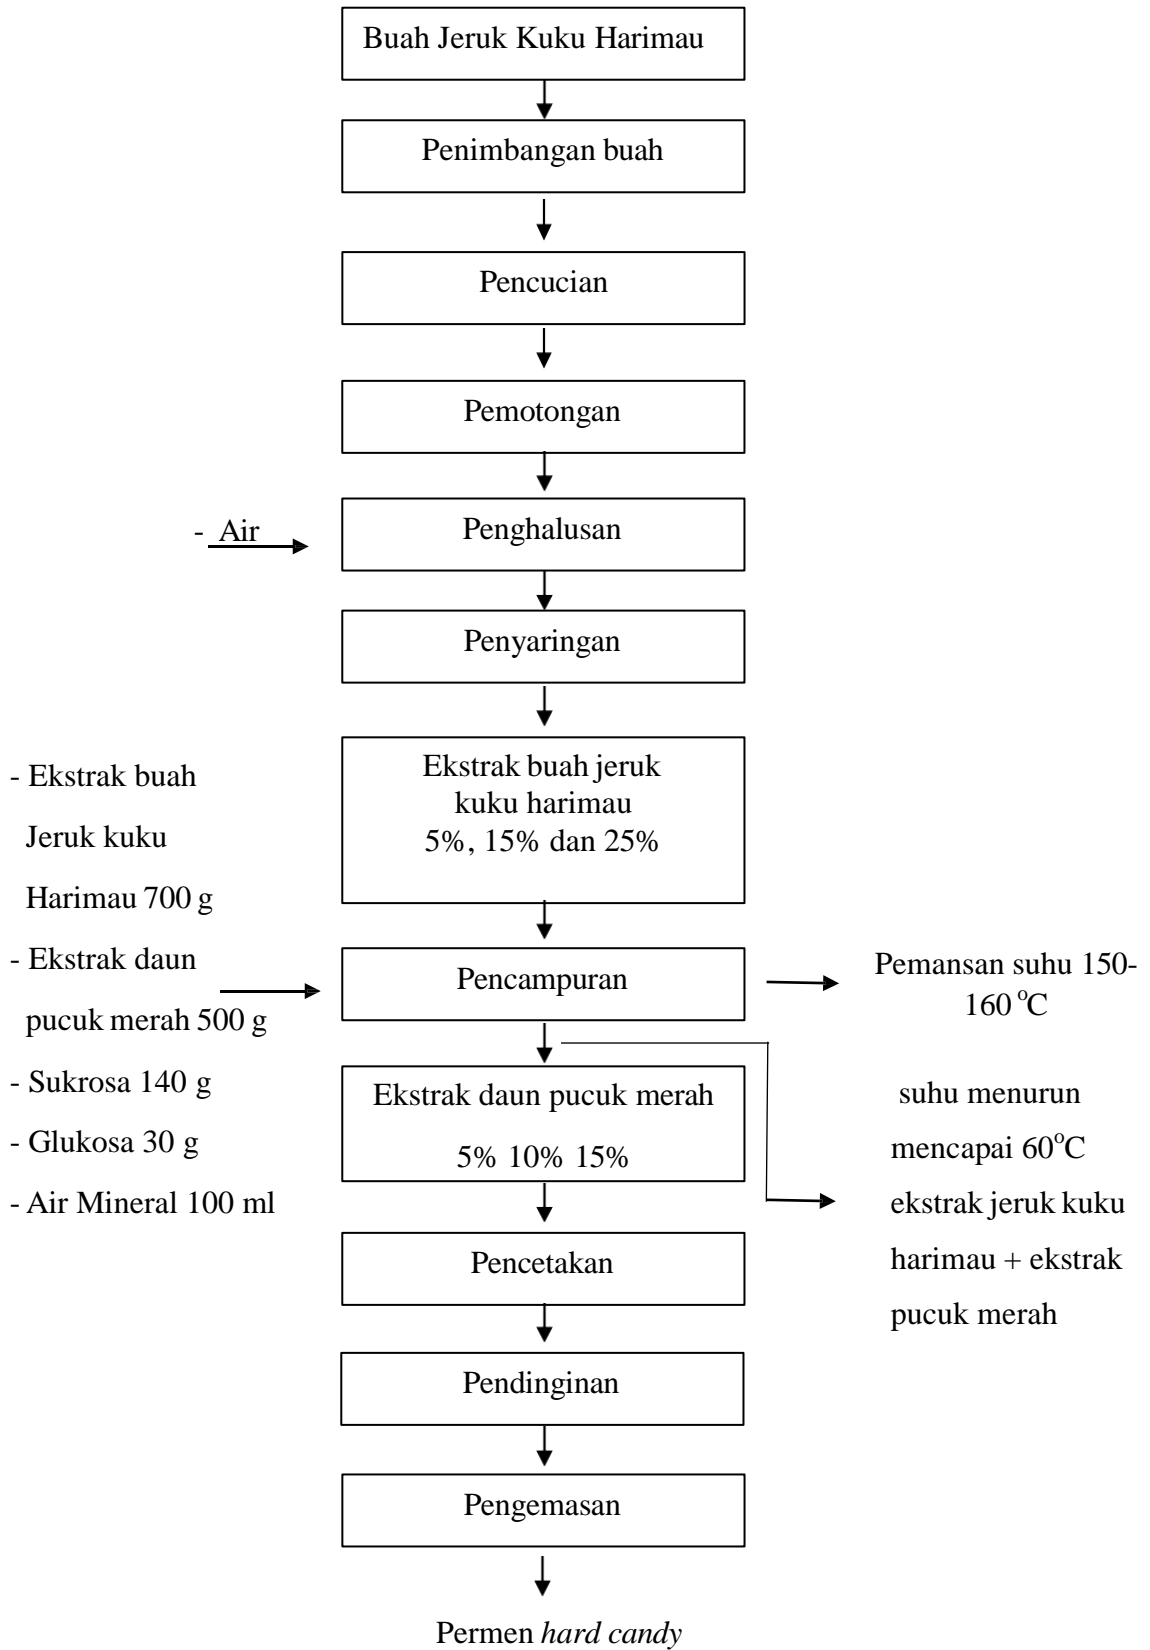 Buah Jeruk Kuku Harimau
Penimbangan buah
Pencucian
Pemotongan
- Air
Penghalusan
Penyaringan
Ekstrak buah jeruk
kuku harimau
5%, 15% dan 25%
- Ekstrak buah
Jeruk kuku
Harimau 700 g
- Ekstrak daun
pucuk merah 500 g
- Sukrosa 140 g
- Glukosa 30 g
- Air Mineral 100 ml
Pencampuran
Pemansan suhu 150-
160 °C
Ekstrak daun pucuk merah
5% 10% 15%
suhu menurun
mencapai 60°C
ekstrak jeruk kuku
harimau + ekstrak
pucuk merah
Pencetakan
Pendinginan
Pengemasan
Permen hard candy